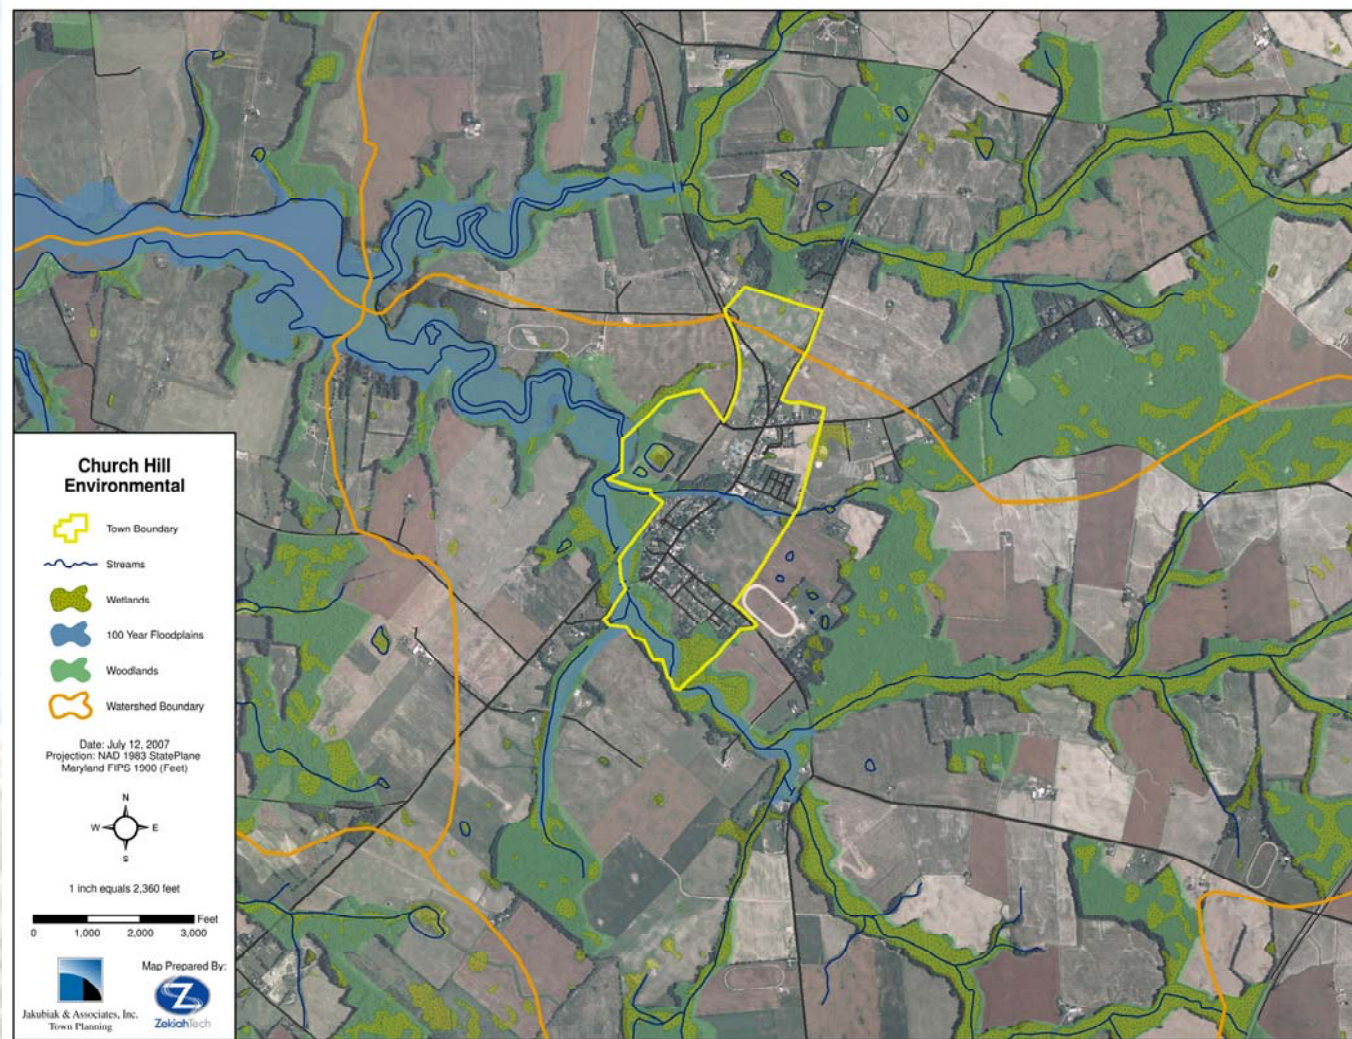 Church Hill
Environmental
Town Boundary
Streams
Wetlands
100 Year Floodplains
Woodlands
Watershed Boundary
Date: July 12, 2007
Projection: NAD 1983 StatePlane
Maryland FIPS 1900 (Feet)
N
W E
S
1 inch equals 2,360 feet
Feet
0 1,000 2,000 3,000
Map Prepared By:
Z
Jakubiak & Associates, Inc.
Town Planning
ZekiahTech